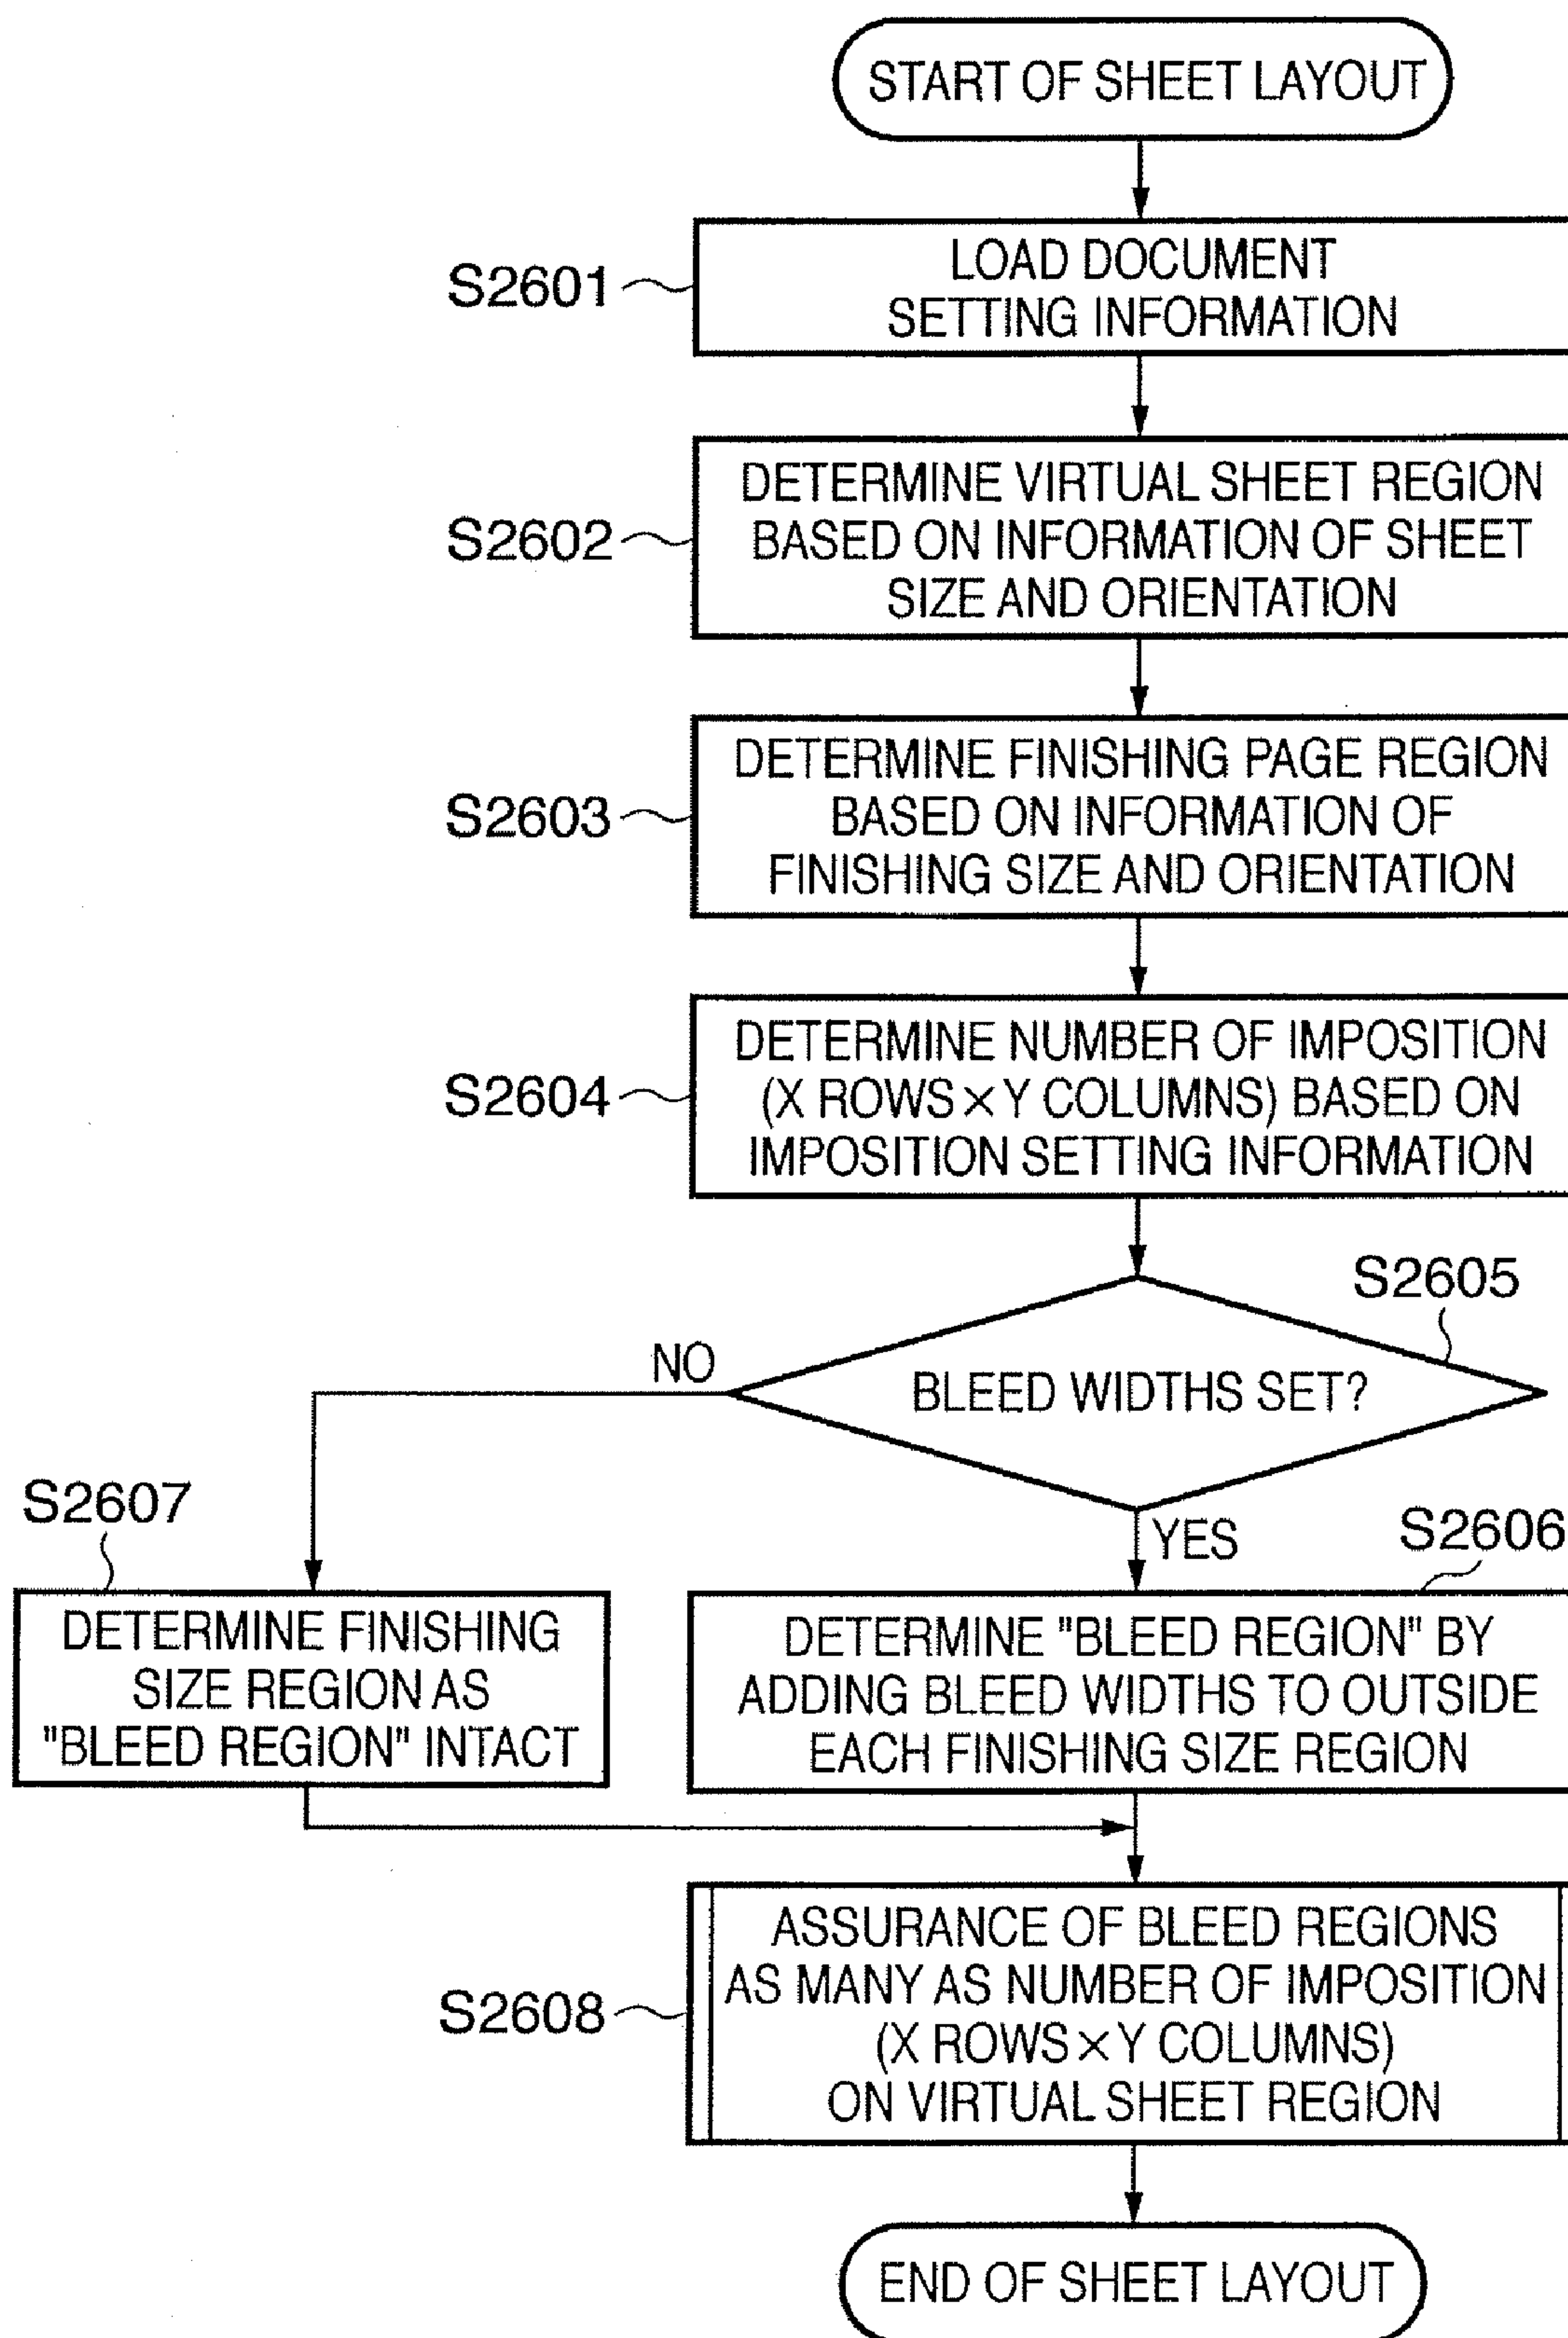 START OF SHEET LAYOUT
S2601
LOAD DOCUMENT
SETTING INFORMATION
S2602
DETERMINE VIRTUAL SHEET REGION
BASED ON INFORMATION OF SHEET
SIZE AND ORIENTATION
S2603
DETERMINE FINISHING PAGE REGION
BASED ON INFORMATION OF
FINISHING SIZE AND ORIENTATION
S2604
DETERMINE NUMBER OF IMPOSITION
(X ROWS×Y COLUMNS) BASED ON
IMPOSITION SETTING INFORMATION
S2605
BLEED WIDTHS SET?
NO
YES
S2607
DETERMINE FINISHING
SIZE REGION AS
"BLEED REGION" INTACT
S2606
DETERMINE "BLEED REGION" BY
ADDING BLEED WIDTHS TO OUTSIDE
EACH FINISHING SIZE REGION
S2608
ASSURANCE OF BLEED REGIONS
AS MANY AS NUMBER OF IMPOSITION
(X ROWS×Y COLUMNS)
ON VIRTUAL SHEET REGION
END OF SHEET LAYOUT